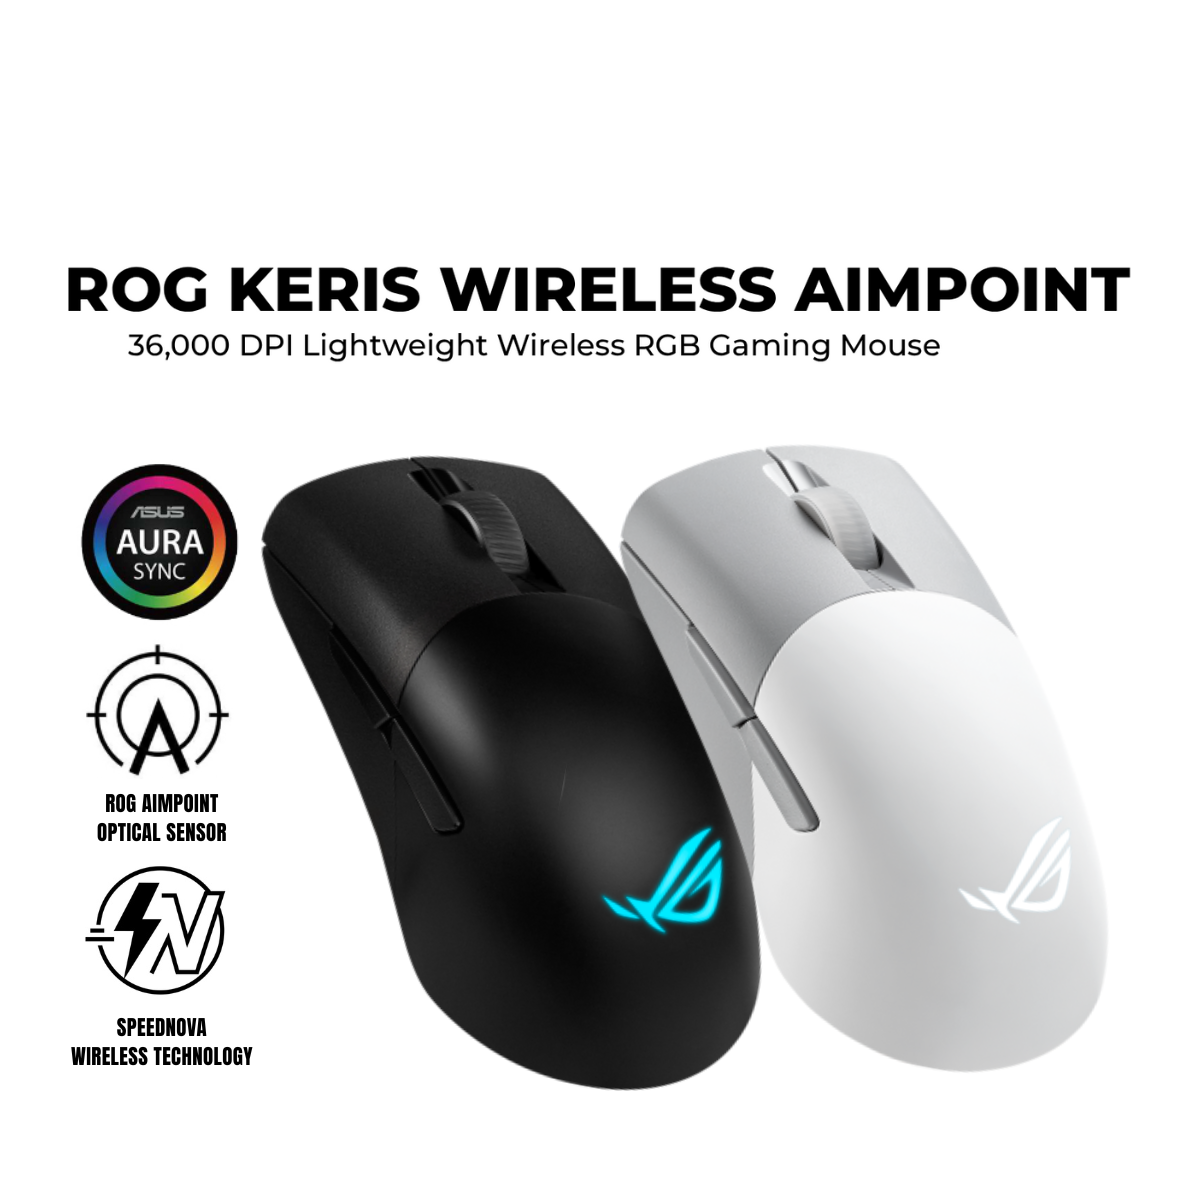 ROG KERIS WIRELESS AIMPOINT
36,000 DPI Lightweight Wireless RGB Gaming Mouse
ASUS
AURA
SYNC
ROG AIMPOINT
OPTICAL SENSOR
SPEEDNOVA
WIRELESS TECHNOLOGY